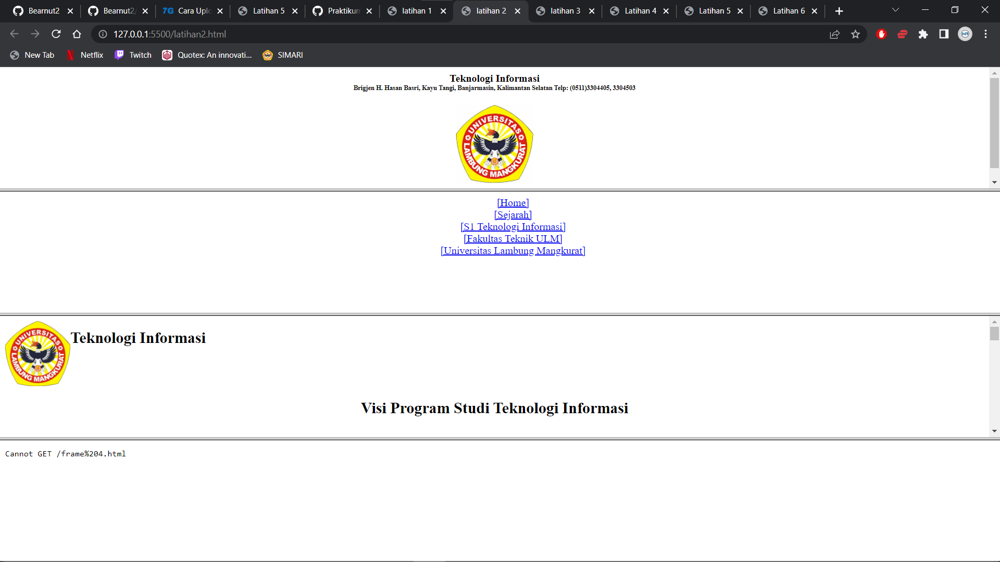 Bearnut2
Bearnut2/
7G Cara Uplo
Latihan 5
Praktikum
latihan 1
latihan 2
latihan 3
Latihan 4
Latihan 5
Latihan 6
127.0.0.1:5500/latihan2.html
New Tab
Netflix
Twitch
Quotex: An innovati...
SIMARI
Teknologi Informasi
Brigjen H. Hasan Basri, Kayu Tangi, Banjarmasin, Kalimantan Selatan Telp: (0511)3304405, 3304503
UNIVERSITAS
LAMBUNG MANGKURAT
[Home]
[Sejarah]
[S1 Teknologi Informasi]
[Fakultas Teknik ULM]
[Universitas Lambung Mangkurat]
UNIVERSITAS
LAMBUNG MANGKURAT
Teknologi Informasi
Visi Program Studi Teknologi Informasi
Cannot GET /frame%204.html